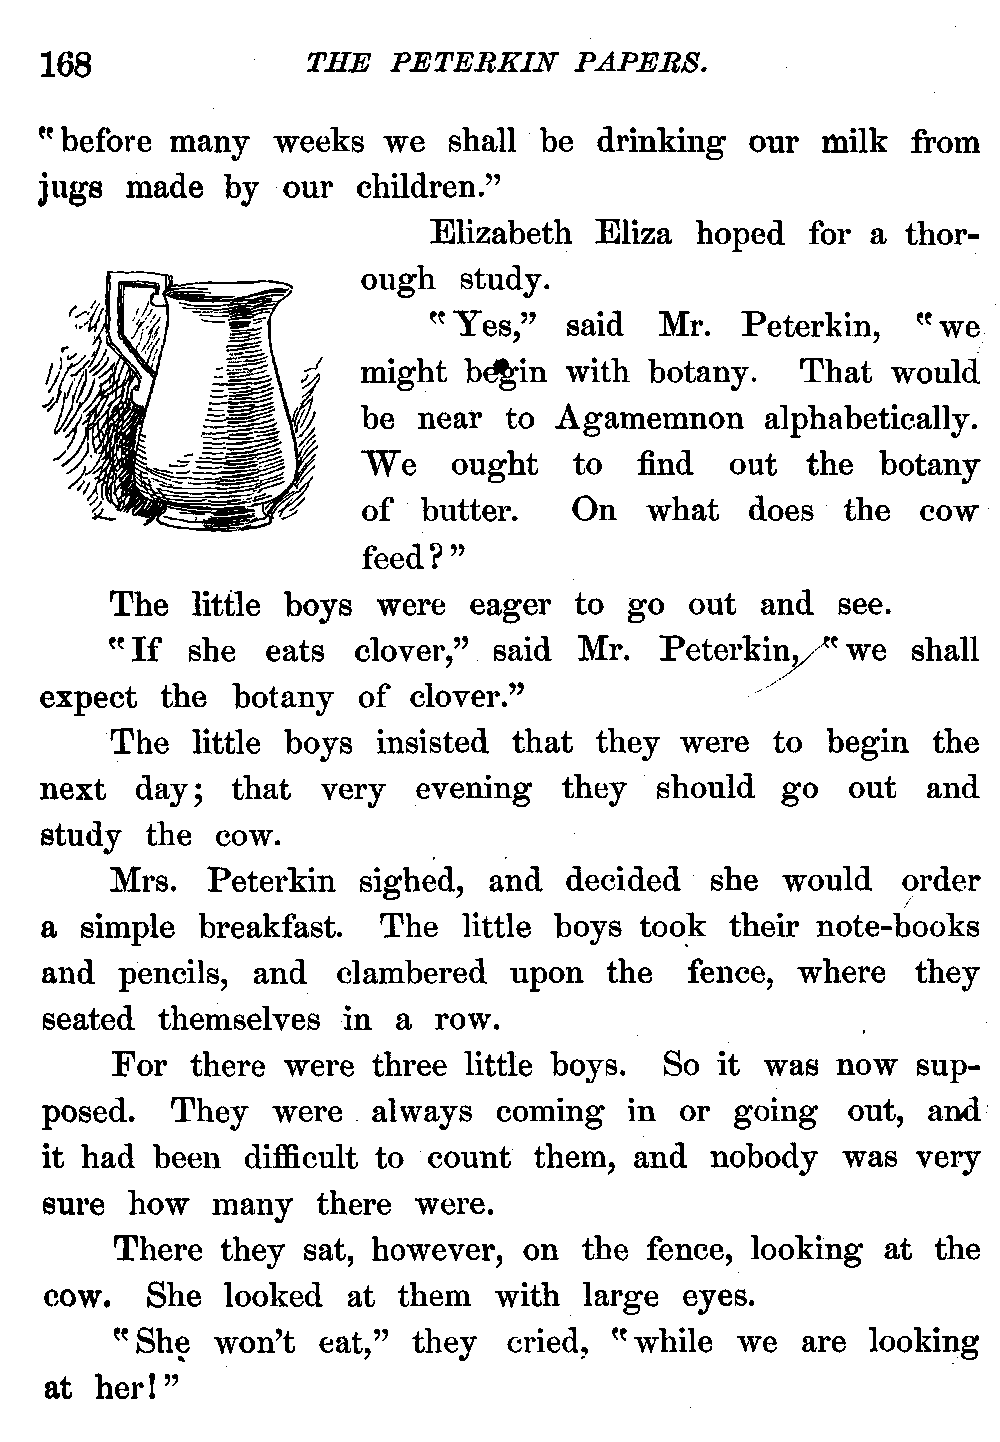 168 THE PETERKIN PAPERS.
"before many weeks we shall be drinking our milk from
jugs made by our children."
Elizabeth Eliza hoped for a thor-
ough study.
"Yes," said Mr. Peterkin, "we
might begin with botany. That would
be near to Agamemnon alphabetically.
We ought to find out the botany
of butter. On what does the cow
feed?"
The little boys were eager to go out and see.
"If she eats clover," said Mr. Peterkin, "we shall
expect the botany of clover."
The little boys insisted that they were to begin the
next day; that very evening they should go out and
study the cow.
Mrs. Peterkin sighed, and decided she would order
a simple breakfast. The little boys took their note-books
and pencils, and clambered upon the fence, where they
seated themselves in a row.
For there were three little boys. So it was now sup-
posed. They were always coming in or going out, and
it had been difficult to count them, and nobody was very
sure how many there were.
There they sat, however, on the fence, looking at the
cow. She looked at them with large eyes.
"She won't eat," they cried, "while we are looking
at her!"